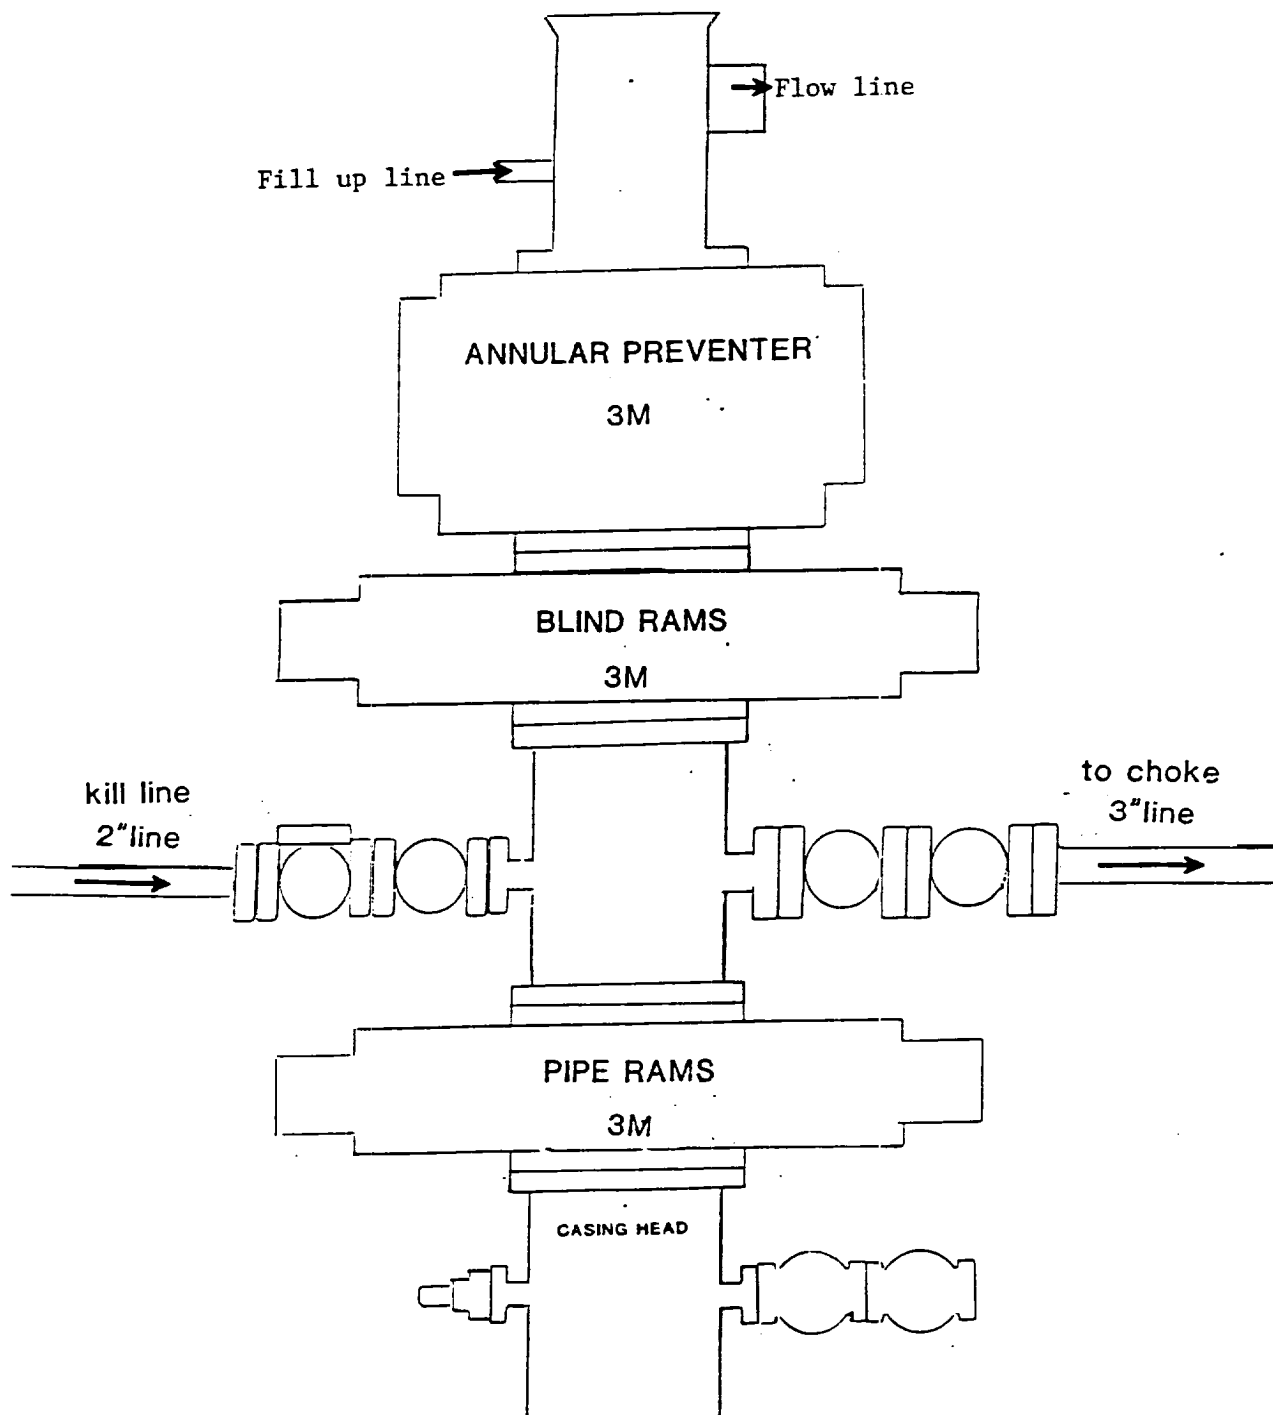 Flow line
Fill up line
ANNULAR PREVENTER
3M
BLIND RAMS
3M
kill line
2"line
to choke
3"line
PIPE RAMS
3M
CASING HEAD